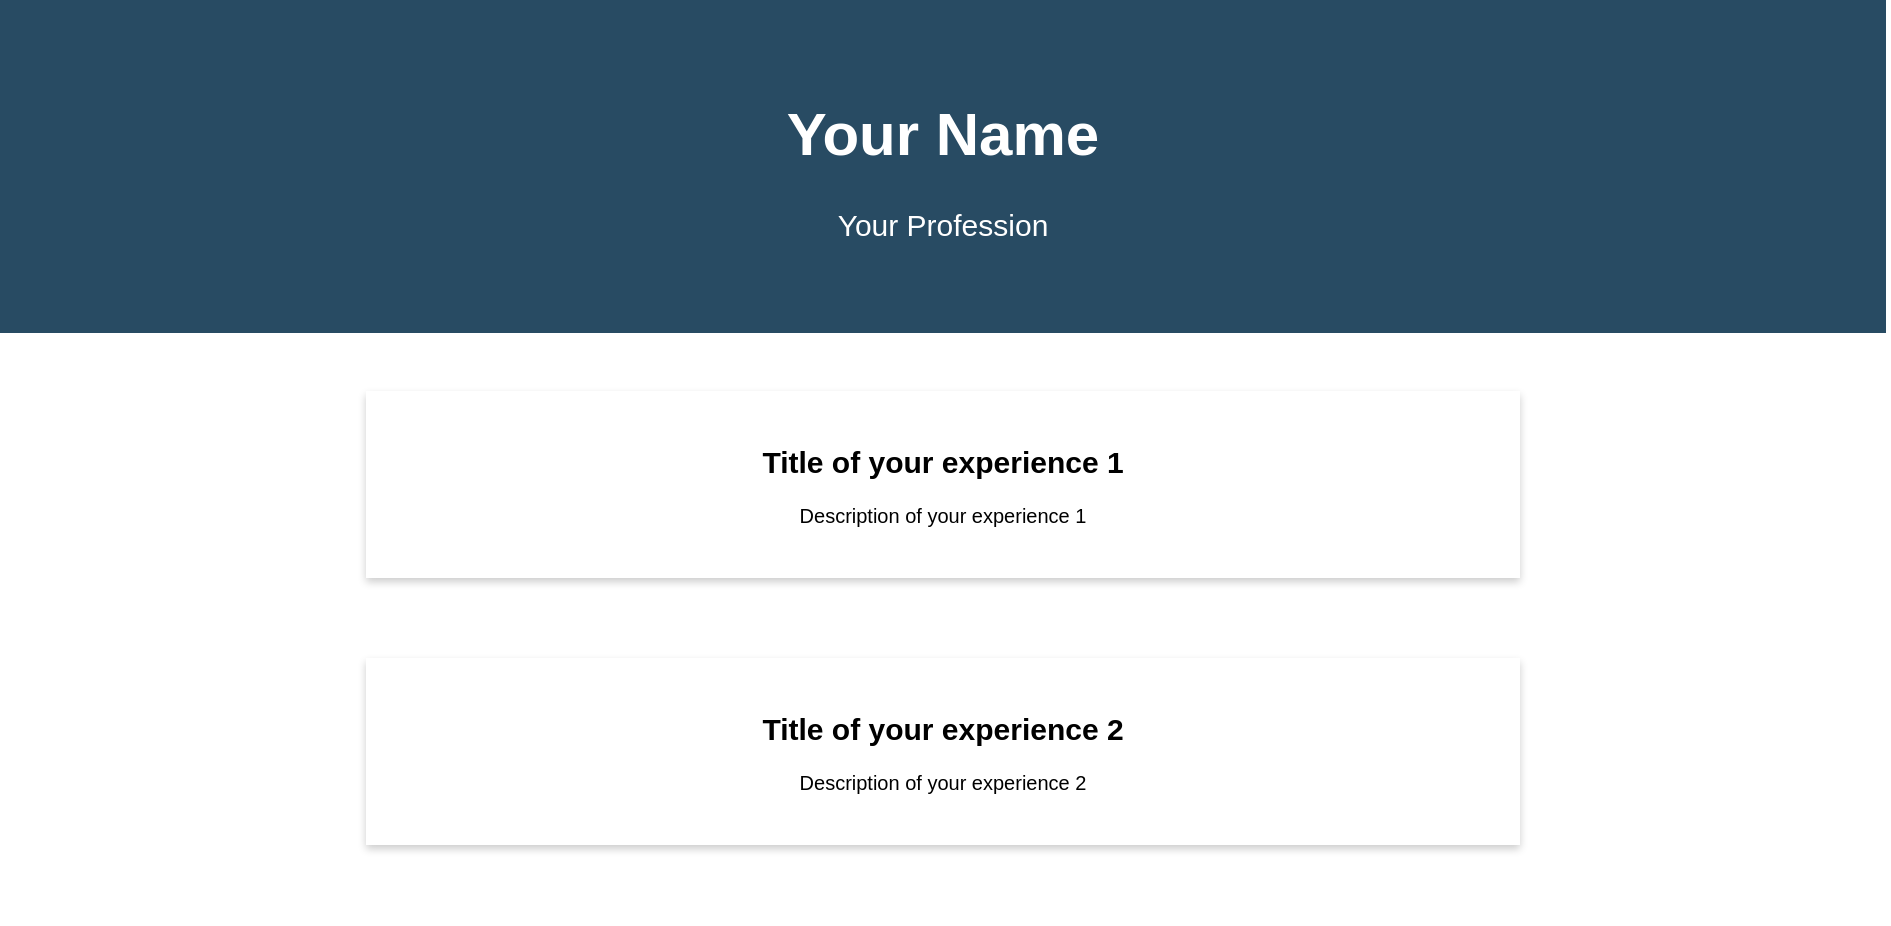 Your Name
Your Profession
Title of your experience 1
Description of your experience 1
Title of your experience 2
Description of your experience 2